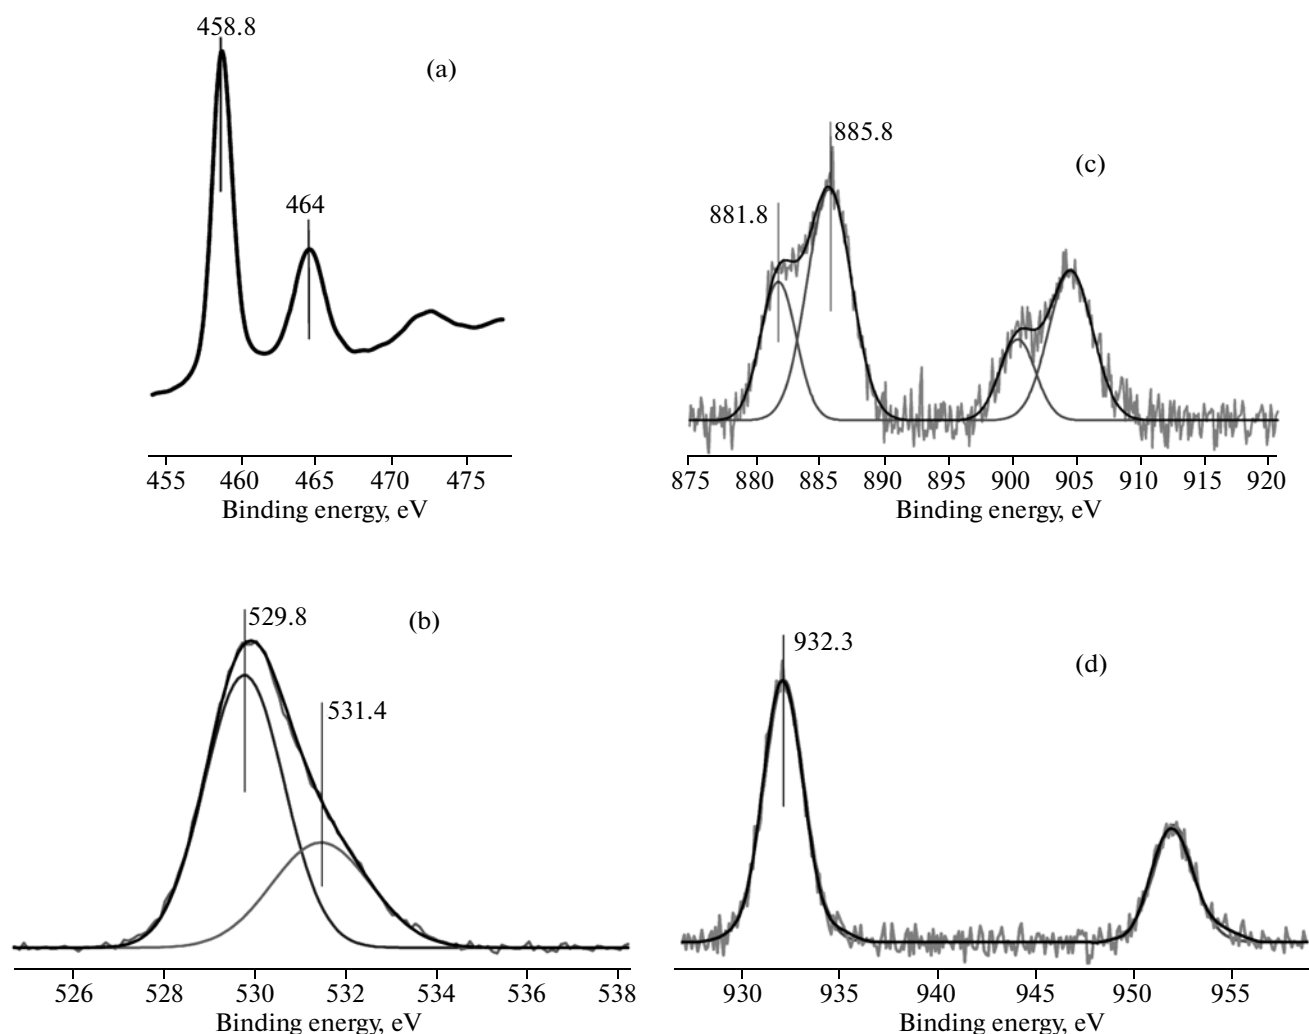 458.8
(a)
464
455 460 465 470 475
Binding energy, eV
885.8
(c)
881.8
875 880 885 890 895 900 905 910 915 920
Binding energy, eV
529.8
(b)
531.4
526 528 530 532 534 536 538
Binding energy, eV
932.3
(d)
930 935 940 945 950 955
Binding energy, eV